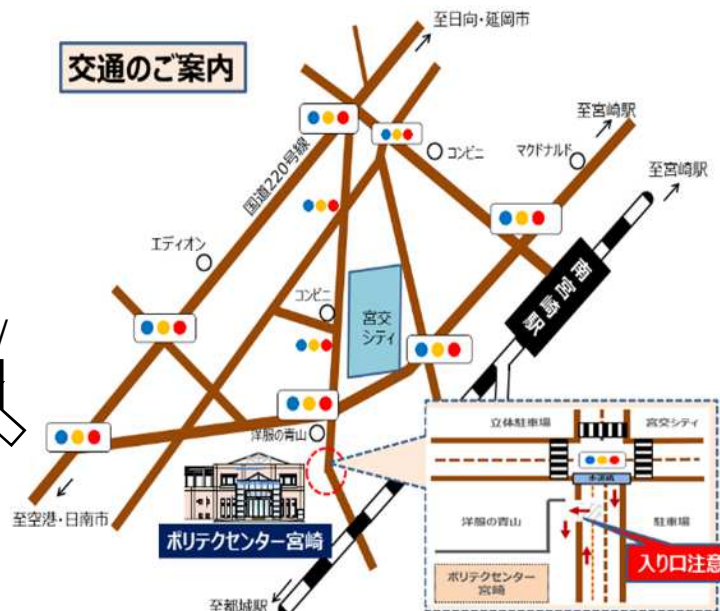 交通のご案内
至日向・延岡市
至宮崎駅
至宮崎駅
国道220号線
コンビニ
マクドナルド
エディオン
南宮崎駅
コンビニ
宮交
シティ
洋服の青山
至空港・日南市
ポリテクセンター宮崎
至都城駅
立体駐車場
宮交シティ
洋服の青山
駐車場
入り口注意
ポリテクセンター
宮崎